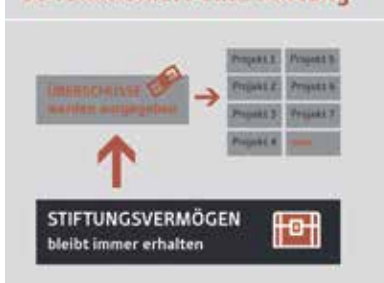 ÜBERSCHÜSSE
werden ausgegeben
Projekt 1 Projekt 5
Projekt 2 Projekt 6
Projekt 3 Projekt 7
Projekt 4
STIFTUNGSVERMÖGEN
bleibt immer erhalten